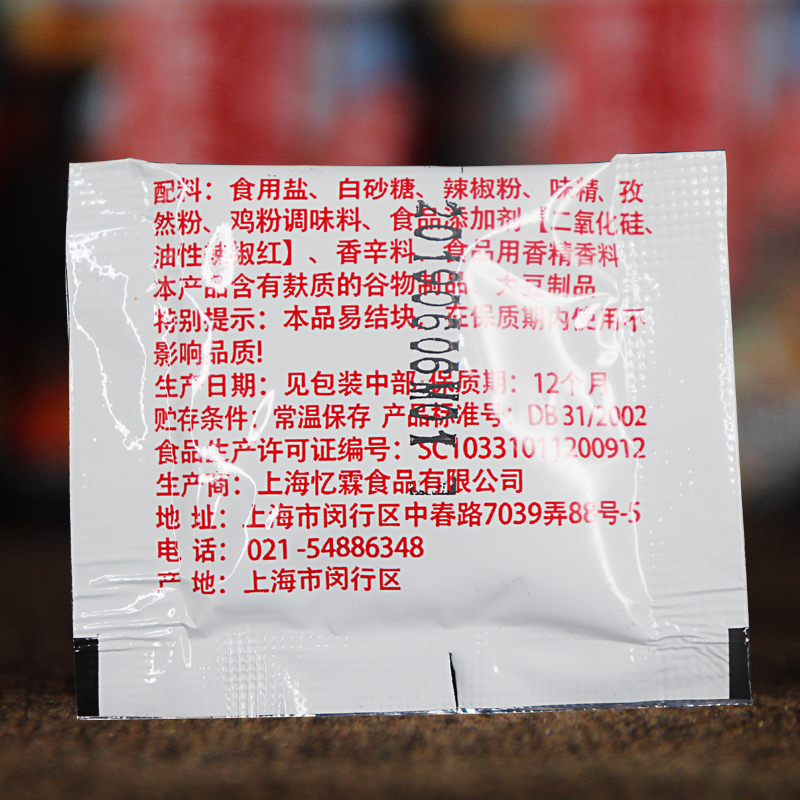 配料：食用盐、白砂糖、辣椒粉、味精、孜
然粉、鸡粉调味料、食品添加剂【二氧化硅、
油性辣椒红】、香辛料、食品用香精香料
本产品含有麸质的谷物制品、大豆制品
特别提示：本品易结块，在保质期内使用不
影响品质!
生产日期：见包装中部 保质期：12个月
贮存条件：常温保存 产品标准号：DB31/2002
食品生产许可证编号：SC10331011200912
生产商：上海忆霖食品有限公司
地 址：上海市闵行区中春路7039弄88号-5
电 话：021-54886348
产 地：上海市闵行区
20190606M01